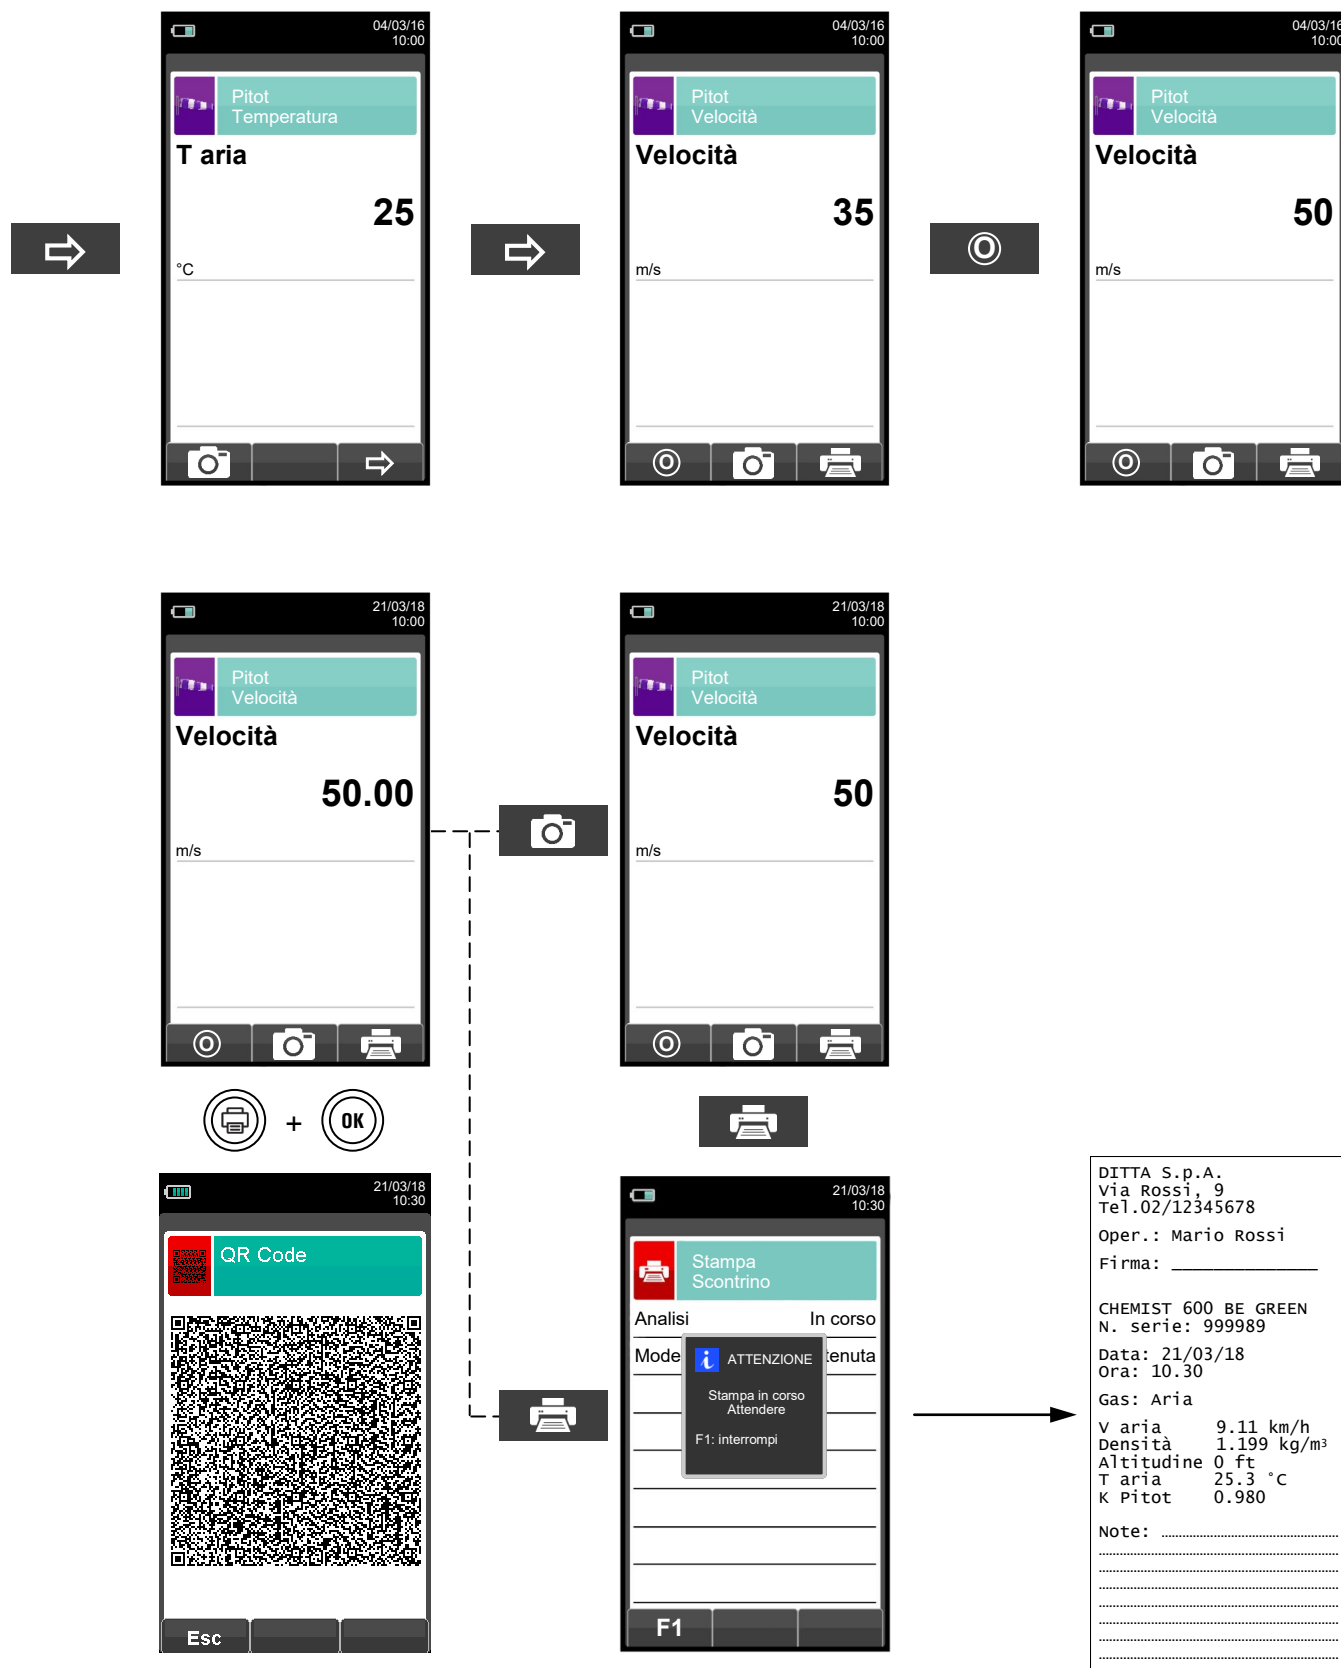 04/03/16
10:00
Pitot
Temperatura
T aria
25
°C
04/03/16
10:00
Pitot
Velocità
Velocità
35
m/s
04/03/16
10:00
Pitot
Velocità
Velocità
50
m/s
21/03/18
10:00
Pitot
Velocità
Velocità
50.00
m/s
21/03/18
10:00
Pitot
Velocità
Velocità
50
m/s
+
OK
21/03/18
10:30
QR Code
Esc
21/03/18
10:30
Stampa
Scontrino
Analisi In corso
Mode tenuta
i ATTENZIONE
Stampa in corso
Attendere
F1: interrompi
F1
DITTA S.p.A.
Via Rossi, 9
Tel.02/12345678
Oper.: Mario Rossi
Firma: ______________
CHEMIST 600 BE GREEN
N. serie: 999989
Data: 21/03/18
Ora: 10.30
Gas: Aria
V aria 9.11 km/h
Densità 1.199 kg/m³
Altitudine 0 ft
T aria 25.3 °C
K Pitot 0.980
Note: